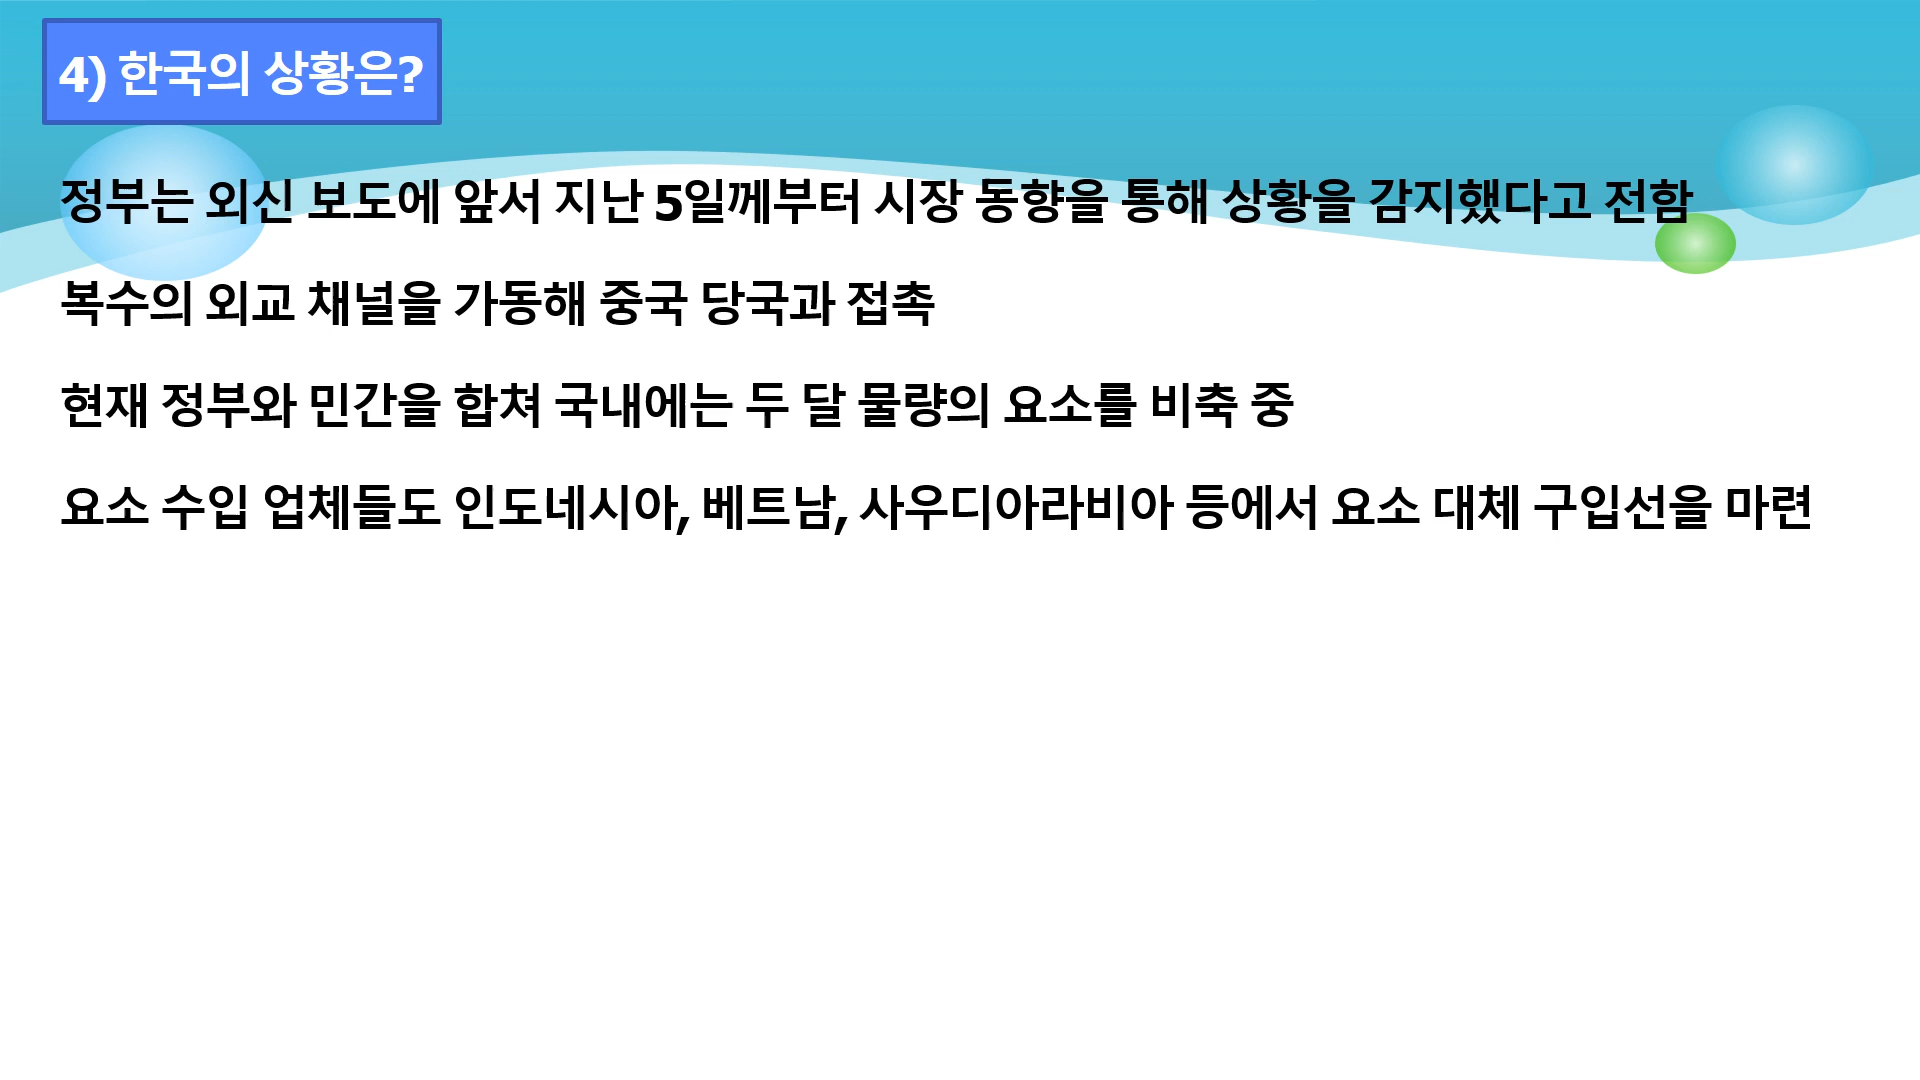 4) 한국의 상황은?
정부는 외신 보도에 앞서 지난 5일께부터 시장 동향을 통해 상황을 감지했다고 전함
복수의 외교 채널을 가동해 중국 당국과 접촉
현재 정부와 민간을 합쳐 국내에는 두 달 물량의 요소를 비축 중
요소 수입 업체들도 인도네시아, 베트남, 사우디아라비아 등에서 요소 대체 구입선을 마련